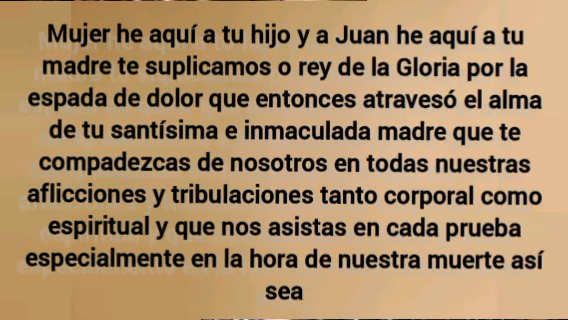 Mujer he aquí a tu hijo y a Juan he aquí a tu
madre te suplicamos o rey de la Gloria por la
espada de dolor que entonces atravesó el alma
de tu santísima e inmaculada madre que te
compadezcas de nosotros en todas nuestras
aflicciones y tribulaciones tanto corporal como
espiritual y que nos asistas en cada prueba
especialmente en la hora de nuestra muerte así
sea